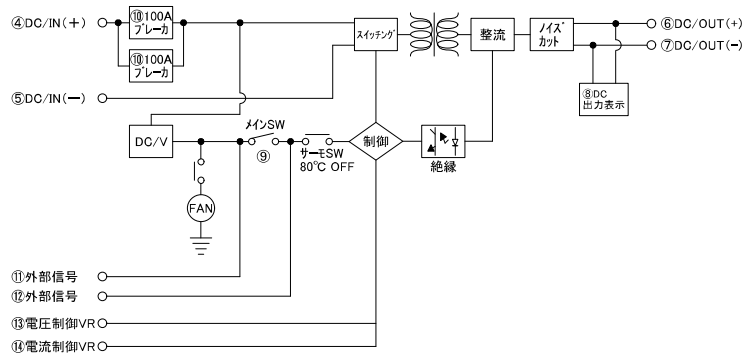 ④DC/IN(+)
⑩100A
ブレーカ
⑩100A
ブレーカ
スイッチング
整流
ノイズ
カット
⑥DC/OUT(+)
⑦DC/OUT(-)
⑧DC
出力表示
⑤DC/IN(-)
DC/V
メインSW
⑨
サーモSW
80℃ OFF
制御
絶縁
FAN
⑪外部信号
⑫外部信号
⑬電圧制御VR
⑭電流制御VR